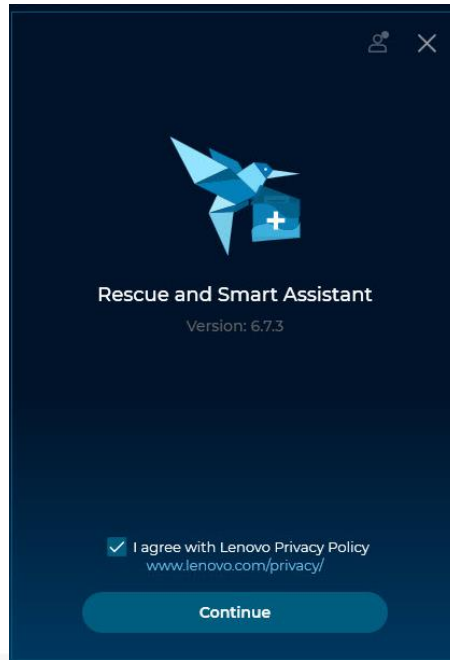 Rescue and Smart Assistant
Version: 6.7.3
I agree with Lenovo Privacy Policy
www.lenovo.com/privacy/
Continue